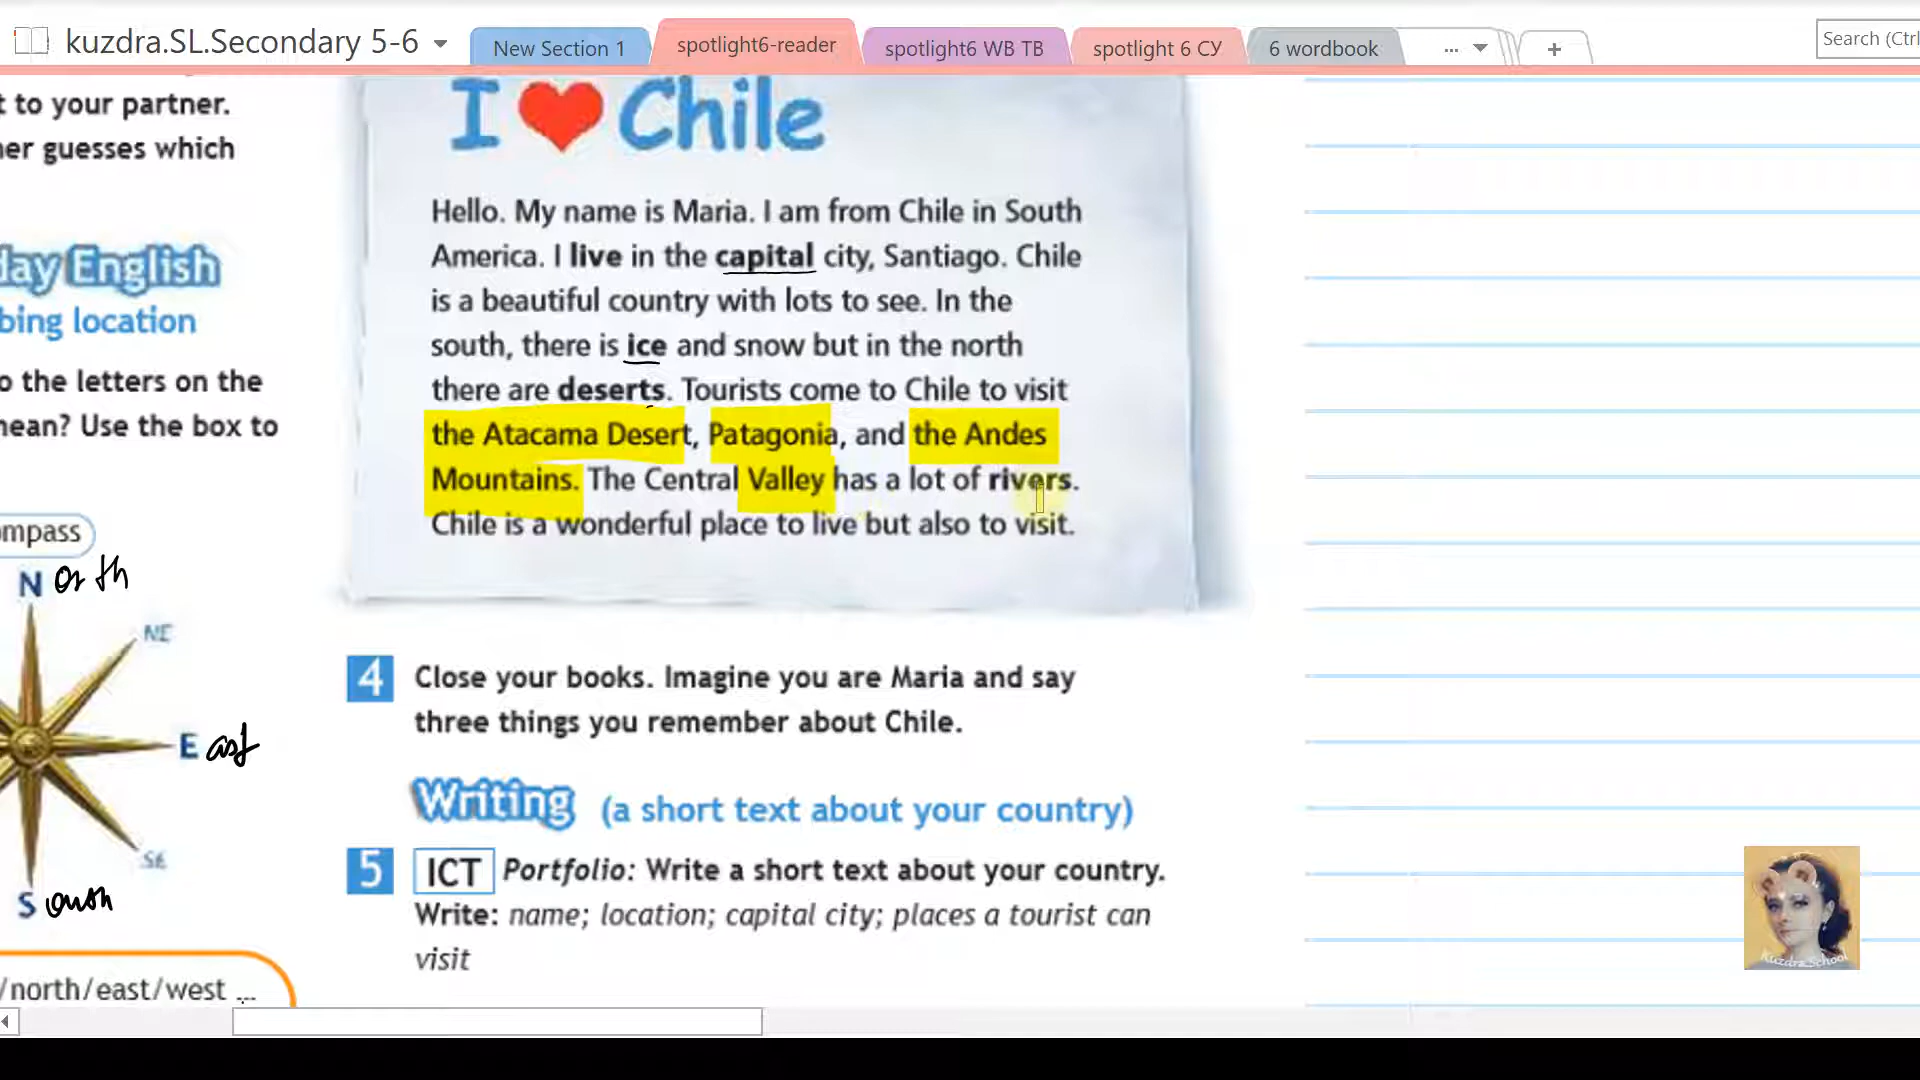 kuzdra.SL.Secondary 5-6
New Section 1
spotlight6-reader
spotlight6 WB TB
spotlight 6 СУ
6 wordbook
...
+
Search (Ctrl
t to your partner.
er guesses which
day English
bing location
o the letters on the
ean? Use the box to
mpass
North
NE
East
SE
South
/north/east/west ...
I ❤ Chile
Hello. My name is Maria. I am from Chile in South
America. I live in the capital city, Santiago. Chile
is a beautiful country with lots to see. In the
south, there is ice and snow but in the north
there are deserts. Tourists come to Chile to visit
the Atacama Desert, Patagonia, and the Andes
Mountains. The Central Valley has a lot of rivers.
Chile is a wonderful place to live but also to visit.
4 Close your books. Imagine you are Maria and say
three things you remember about Chile.
Writing (a short text about your country)
5 ICT Portfolio: Write a short text about your country.
Write: name; location; capital city; places a tourist can
visit
Kuzdra.School